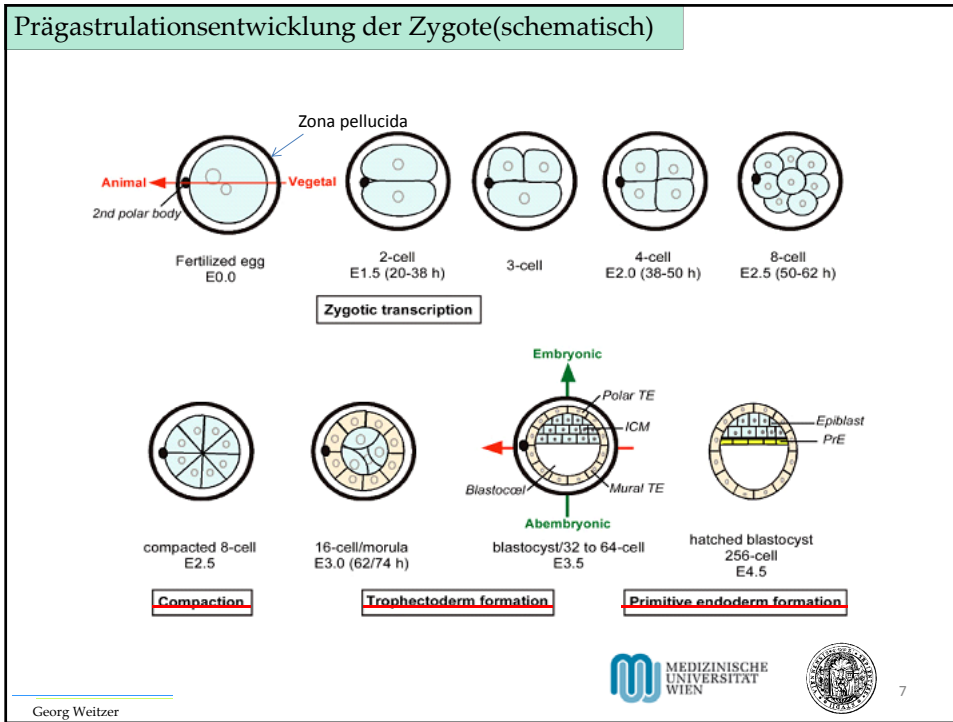 Prägastrulationsentwicklung der Zygote(schematisch)
Zona pellucida
Animal
Vegetal
2nd polar body
Fertilized egg
E0.0
2-cell
E1.5 (20-38 h)
3-cell
4-cell
E2.0 (38-50 h)
8-cell
E2.5 (50-62 h)
Zygotic transcription
Embryonic
Polar TE
ICM
Blastocœl
Mural TE
Abembryonic
Epiblast
PrE
compacted 8-cell
E2.5
16-cell/morula
E3.0 (62/74 h)
blastocyst/32 to 64-cell
E3.5
hatched blastocyst
256-cell
E4.5
Compaction
Trophectoderm formation
Primitive endoderm formation
MEDIZINISCHE
UNIVERSITÄT
WIEN
7
Georg Weitzer